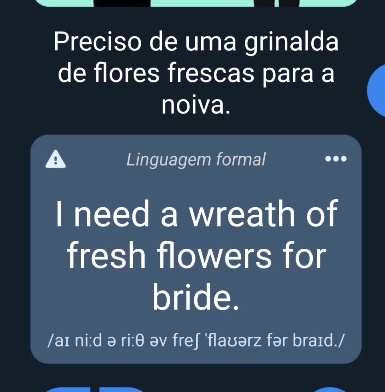 Preciso de uma grinalda
de flores frescas para a
noiva.
Linguagem formal
I need a wreath of
fresh flowers for
bride.
/aɪ niːd ə riːθ əv freʃ ˈflaʊərz fər braɪd./